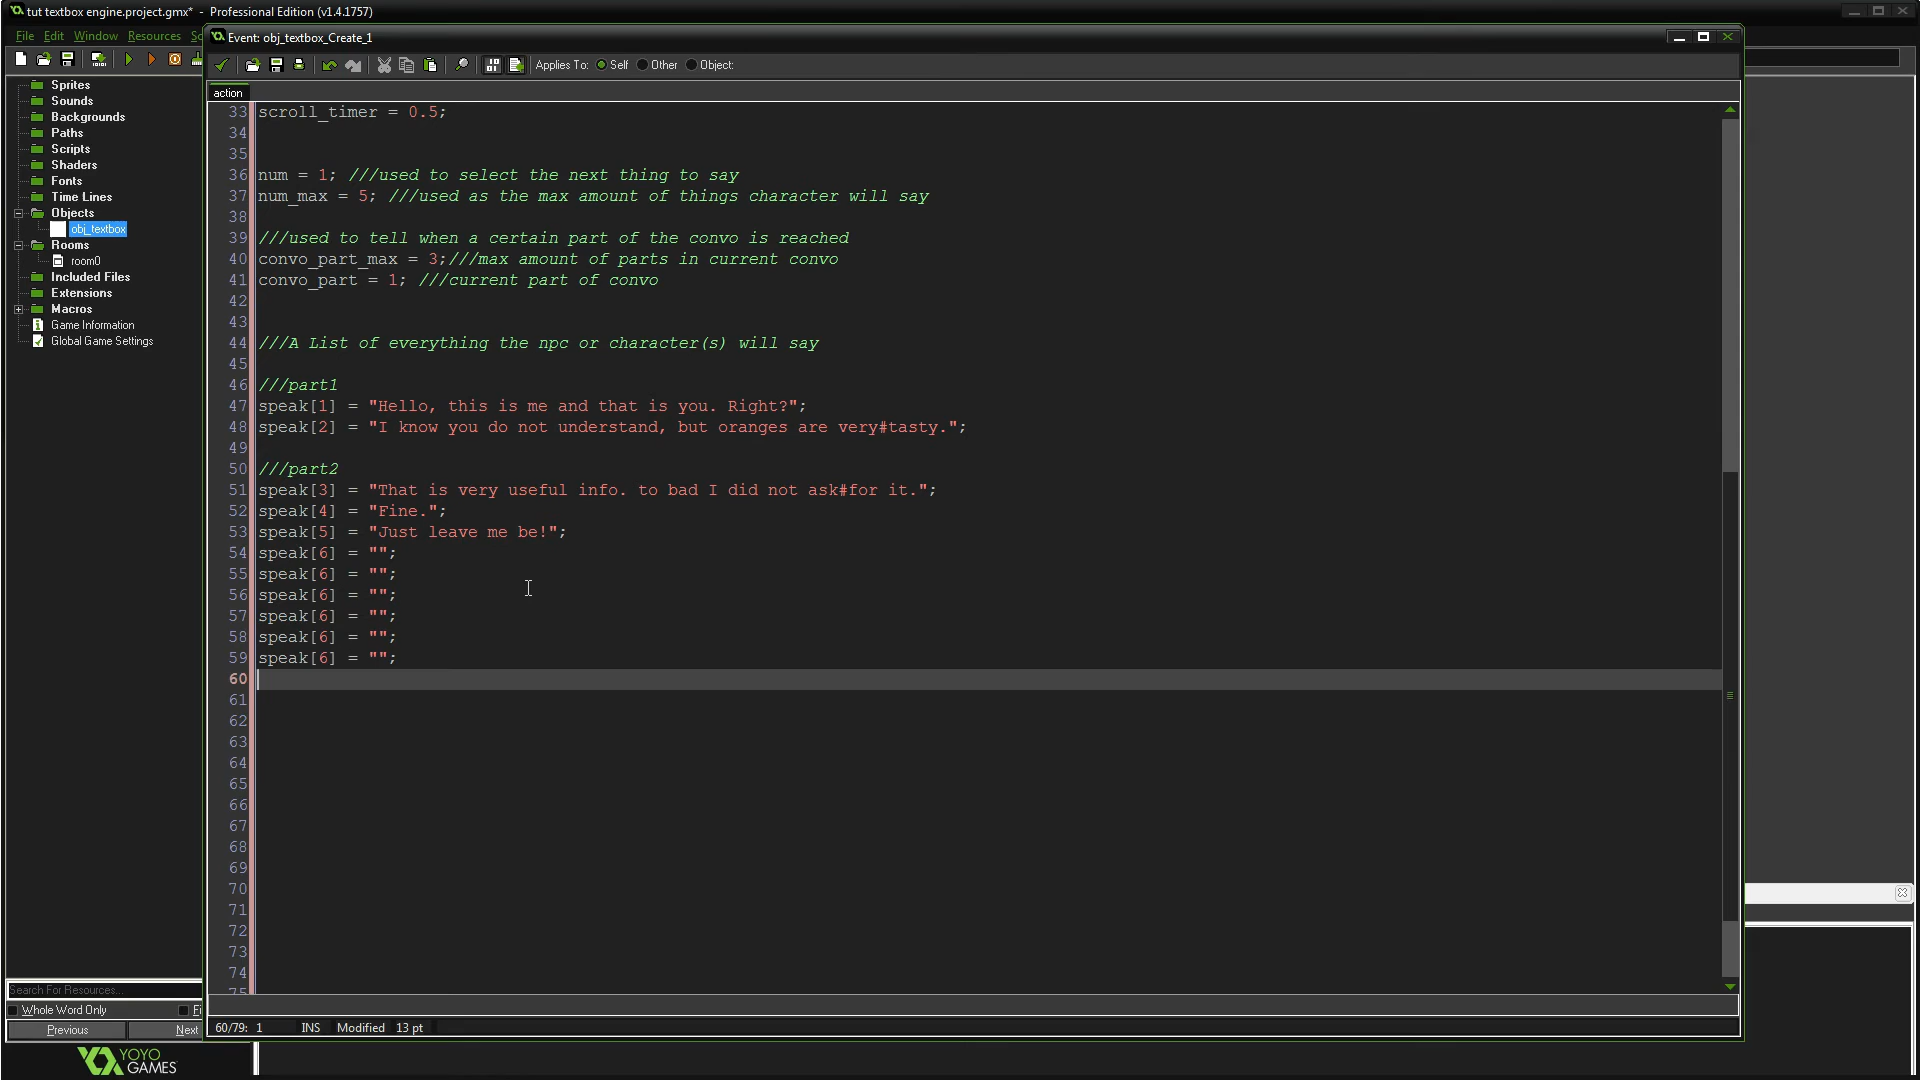 tut textbox engine.project.gmx* - Professional Edition (v1.4.1757)
File Edit Window Resources Sc
Event: obj_textbox_Create_1
Applies To: Self Other Object:
action
Sprites
Sounds
Backgrounds
Paths
Scripts
Shaders
Fonts
Time Lines
Objects
obj_textbox
Rooms
room0
Included Files
Extensions
Macros
Game Information
Global Game Settings
33 scroll_timer = 0.5;
34
35
36 num = 1; ///used to select the next thing to say
37 num_max = 5; ///used as the max amount of things character will say
38
39 ///used to tell when a certain part of the convo is reached
40 convo_part_max = 3;///max amount of parts in current convo
41 convo_part = 1; ///current part of convo
42
43
44 ///A List of everything the npc or character(s) will say
45
46 ///part1
47 speak[1] = "Hello, this is me and that is you. Right?";
48 speak[2] = "I know you do not understand, but oranges are very#tasty.";
49
50 ///part2
51 speak[3] = "That is very useful info. to bad I did not ask#for it.";
52 speak[4] = "Fine.";
53 speak[5] = "Just leave me be!";
54 speak[6] = "";
55 speak[6] = "";
56 speak[6] = "";
57 speak[6] = "";
58 speak[6] = "";
59 speak[6] = "";
60
61
62
63
64
65
66
67
68
69
70
71
72
73
74
75
Search For Resources...
Whole Word Only Fi
Previous Next
60/79: 1 INS Modified 13 pt
YOYO
GAMES